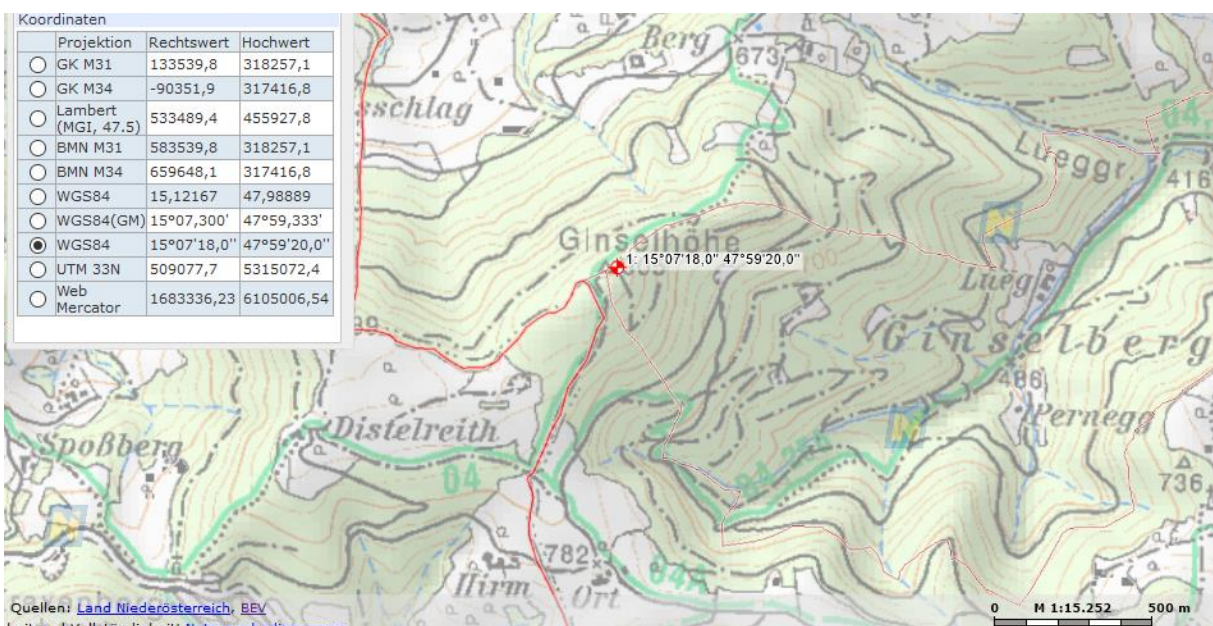 Koordinaten
Projektion Rechtswert Hochwert
GK M31 133539,8 318257,1
GK M34 -90351,9 317416,8
Lambert (MGI, 47.5) 533489,4 455927,8
BMN M31 583539,8 318257,1
BMN M34 659648,1 317416,8
WGS84 15,12167 47,98889
WGS84(GM) 15°07,300' 47°59,333'
WGS84 15°07'18,0" 47°59'20,0"
UTM 33N 509077,7 5315072,4
Web Mercator 1683336,23 6105006,54
Berg
673
sschlag
04
Lueggr.
416
Ginselhöhe
1: 15°07'18,0" 47°59'20,0"
700
Lueg
Ginselberg
486
Pernegg
Distelreith
Spoßberg
04
736
782
Hirm
Ort
04A
Quellen: Land Niederösterreich, BEV
0 M 1:15.252 500 m